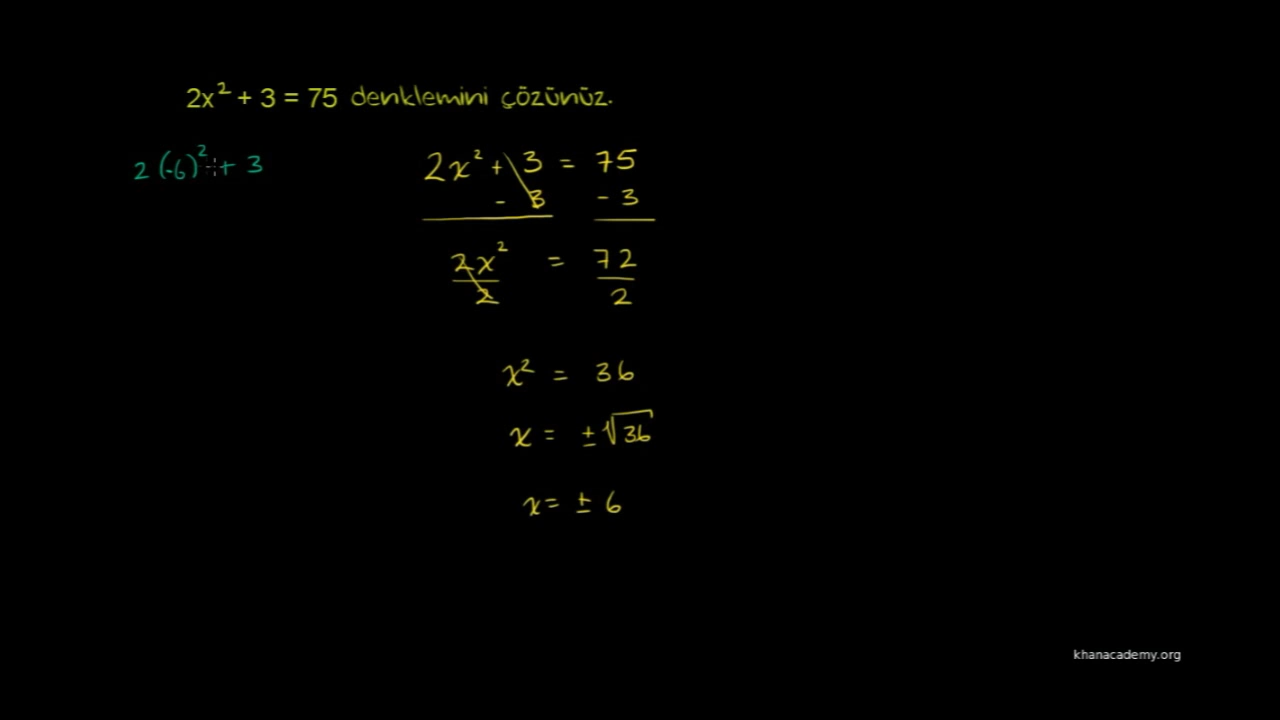 2x² + 3 = 75 denklemini çözünüz.
2 (-6)² + 3
2x² + 3 = 75
- 3 - 3
2x² = 72
2 2
x² = 36
x = ±√36
x = ± 6
khanacademy.org